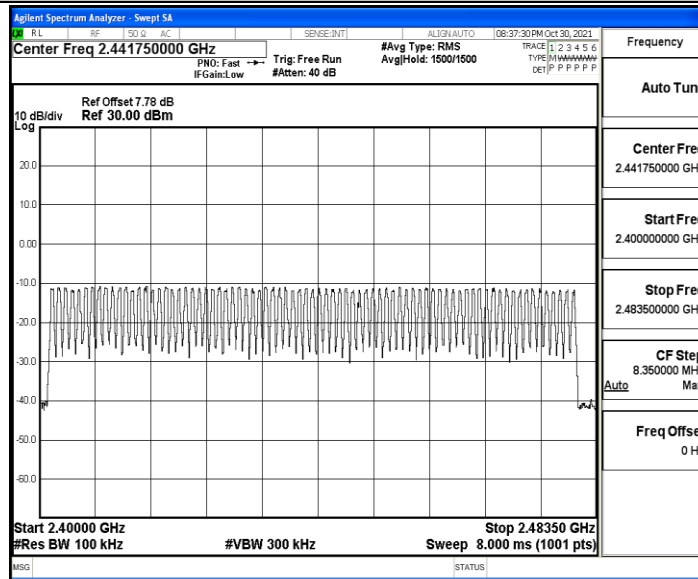 Agilent Spectrum Analyzer - Swept SA
RL RF 50 Ω AC SENSE:INT ALIGNAUTO 08:37:30 PM Oct 30, 2021
Center Freq 2.441750000 GHz
PNO: Fast
IFGain:Low
Trig: Free Run
#Atten: 40 dB
#Avg Type: RMS
Avg|Hold: 1500/1500
TRACE 1 2 3 4 5 6
TYPE M
DET P P P P P P
Ref Offset 7.78 dB
10 dB/div Ref 30.00 dBm
Log
20.0
10.0
0.00
-10.0
-20.0
-30.0
-40.0
-50.0
-60.0
Start 2.40000 GHz Stop 2.48350 GHz
#Res BW 100 kHz #VBW 300 kHz Sweep 8.000 ms (1001 pts)
MSG STATUS
Frequency
Auto Tun
Center Fre
2.441750000 GH
Start Fre
2.400000000 GH
Stop Fre
2.483500000 GH
CF Ste
8.350000 MH
Auto Ma
Freq Offse
0 H